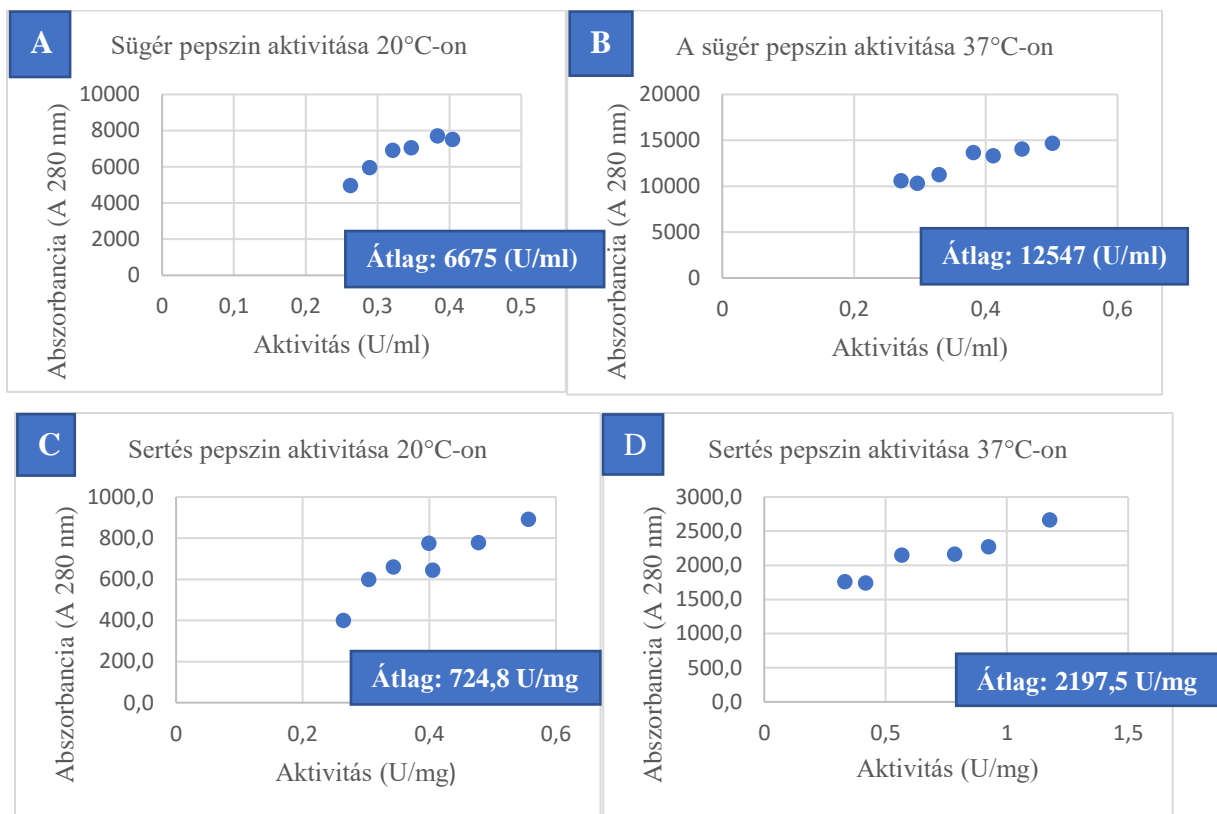 A
Sügér pepszin aktivitása 20°C-on
Abszorbancia (A 280 nm)
10000
8000
6000
4000
2000
0
0
0,1
0,2
0,3
0,4
0,5
Átlag: 6675 (U/ml)
Aktivitás (U/ml)
B
A sügér pepszin aktivitása 37°C-on
Abszorbancia (A 280 nm)
20000
15000
10000
5000
0
0
0,2
0,4
0,6
Átlag: 12547 (U/ml)
Aktivitás (U/ml)
C
Sertés pepszin aktivitása 20°C-on
Abszorbancia (A 280 nm)
1000,0
800,0
600,0
400,0
200,0
0,0
0
0,2
0,4
0,6
Átlag: 724,8 U/mg
Aktivitás (U/mg)
D
Sertés pepszin aktivitása 37°C-on
Abszorbancia (A 280 nm)
3000,0
2500,0
2000,0
1500,0
1000,0
500,0
0,0
0
0,5
1
1,5
Átlag: 2197,5 U/mg
Aktivitás (U/mg)